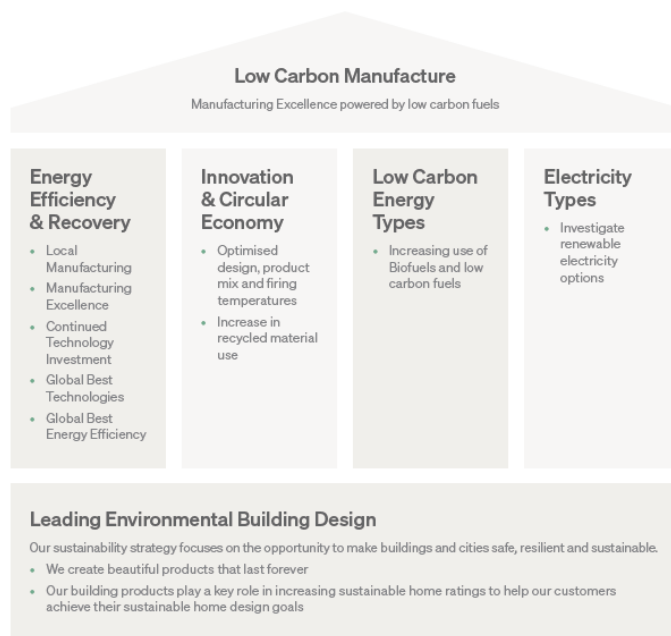 Low Carbon Manufacture
Manufacturing Excellence powered by low carbon fuels
Energy
Efficiency
& Recovery
• Local
Manufacturing
• Manufacturing
Excellence
• Continued
Technology
Investment
• Global Best
Technologies
• Global Best
Energy Efficiency
Innovation
& Circular
Economy
• Optimised
design, product
mix and firing
temperatures
• Increase in
recycled material
use
Low Carbon
Energy
Types
• Increasing use of
Biofuels and low
carbon fuels
Electricity
Types
• Investigate
renewable
electricity
options
Leading Environmental Building Design
Our sustainability strategy focuses on the opportunity to make buildings and cities safe, resilient and sustainable.
• We create beautiful products that last forever
• Our building products play a key role in increasing sustainable home ratings to help our customers
achieve their sustainable home design goals